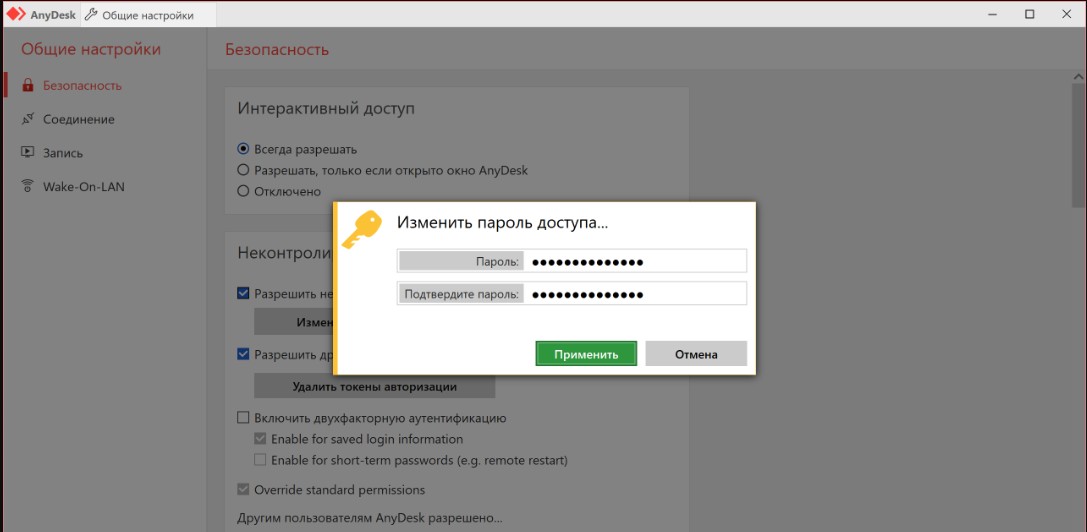 AnyDesk Общие настройки
Общие настройки
Безопасность
Соединение
Запись
Wake-On-LAN
Безопасность
Интерактивный доступ
Всегда разрешать
Разрешать, только если открыто окно AnyDesk
Отключено
Неконтроли
Разрешить не
Измен
Разрешить др
Удалить токены авторизации
Включить двухфакторную аутентификацию
Enable for saved login information
Enable for short-term passwords (e.g. remote restart)
Override standard permissions
Другим пользователям AnyDesk разрешено...
Изменить пароль доступа...
Пароль: ●●●●●●●●●●●●●●
Подтвердите пароль: ●●●●●●●●●●●●●●
Применить Отмена